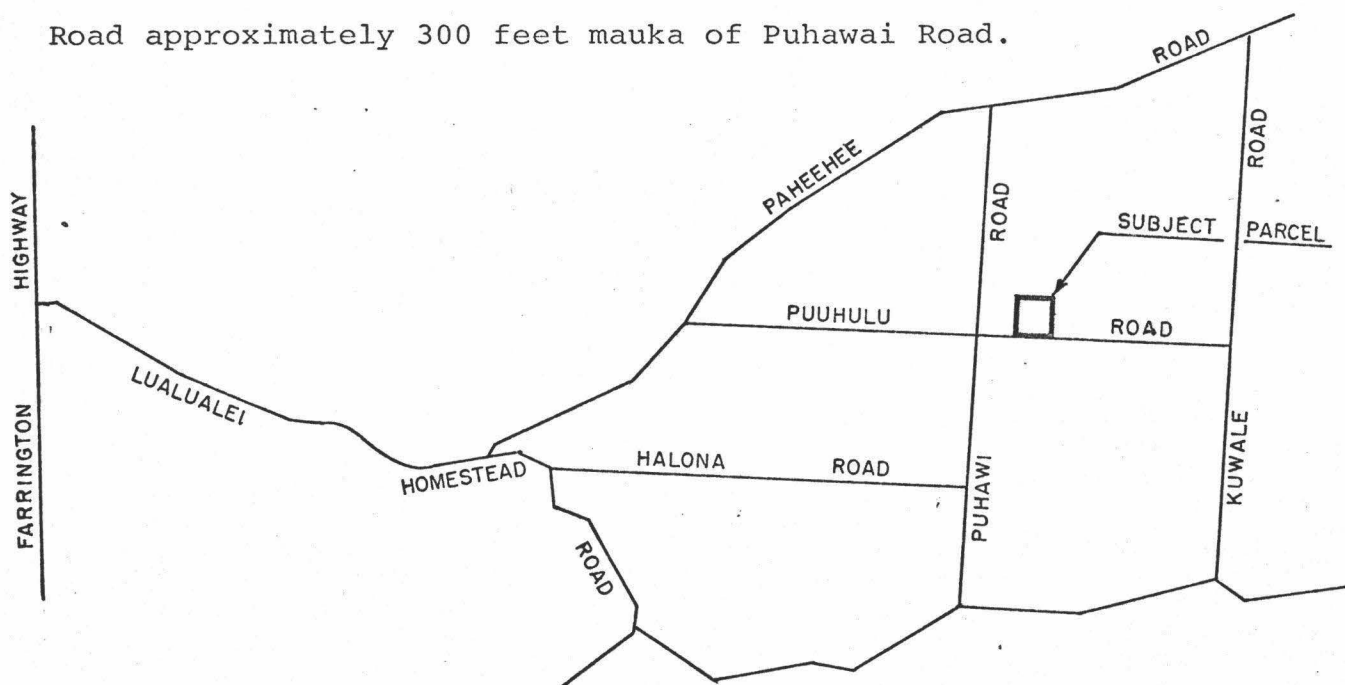 Road approximately 300 feet mauka of Puhawai Road.
FARRINGTON HIGHWAY
LUALUALEI HOMESTEAD ROAD
PAHEEHEE ROAD
PUUHULU ROAD
HALONA ROAD
PUHAWI ROAD
KUWALE ROAD
SUBJECT PARCEL